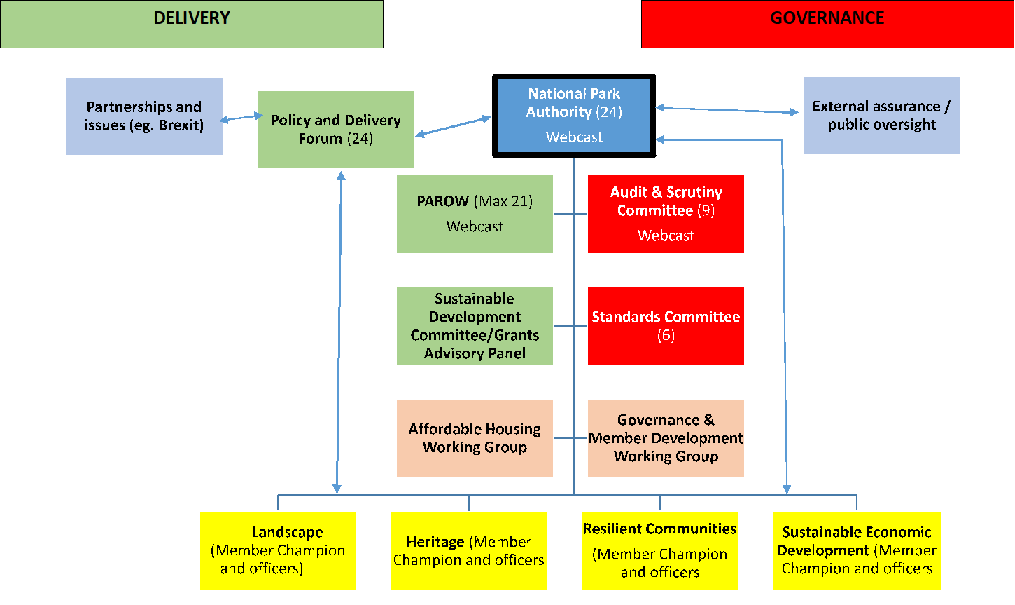 DELIVERY
GOVERNANCE
Partnerships and
issues (eg. Brexit)
Policy and Delivery
Forum (24)
National Park
Authority (24)
Webcast
External assurance /
public oversight
PAROW (Max 21)
Webcast
Audit & Scrutiny
Committee (9)
Webcast
Sustainable
Development
Committee/Grants
Advisory Panel
Standards Committee
(6)
Affordable Housing
Working Group
Governance &
Member Development
Working Group
Landscape
(Member Champion
and officers)
Heritage (Member
Champion and officers
Resilient Communities
(Member Champion
and officers
Sustainable Economic
Development (Member
Champion and officers